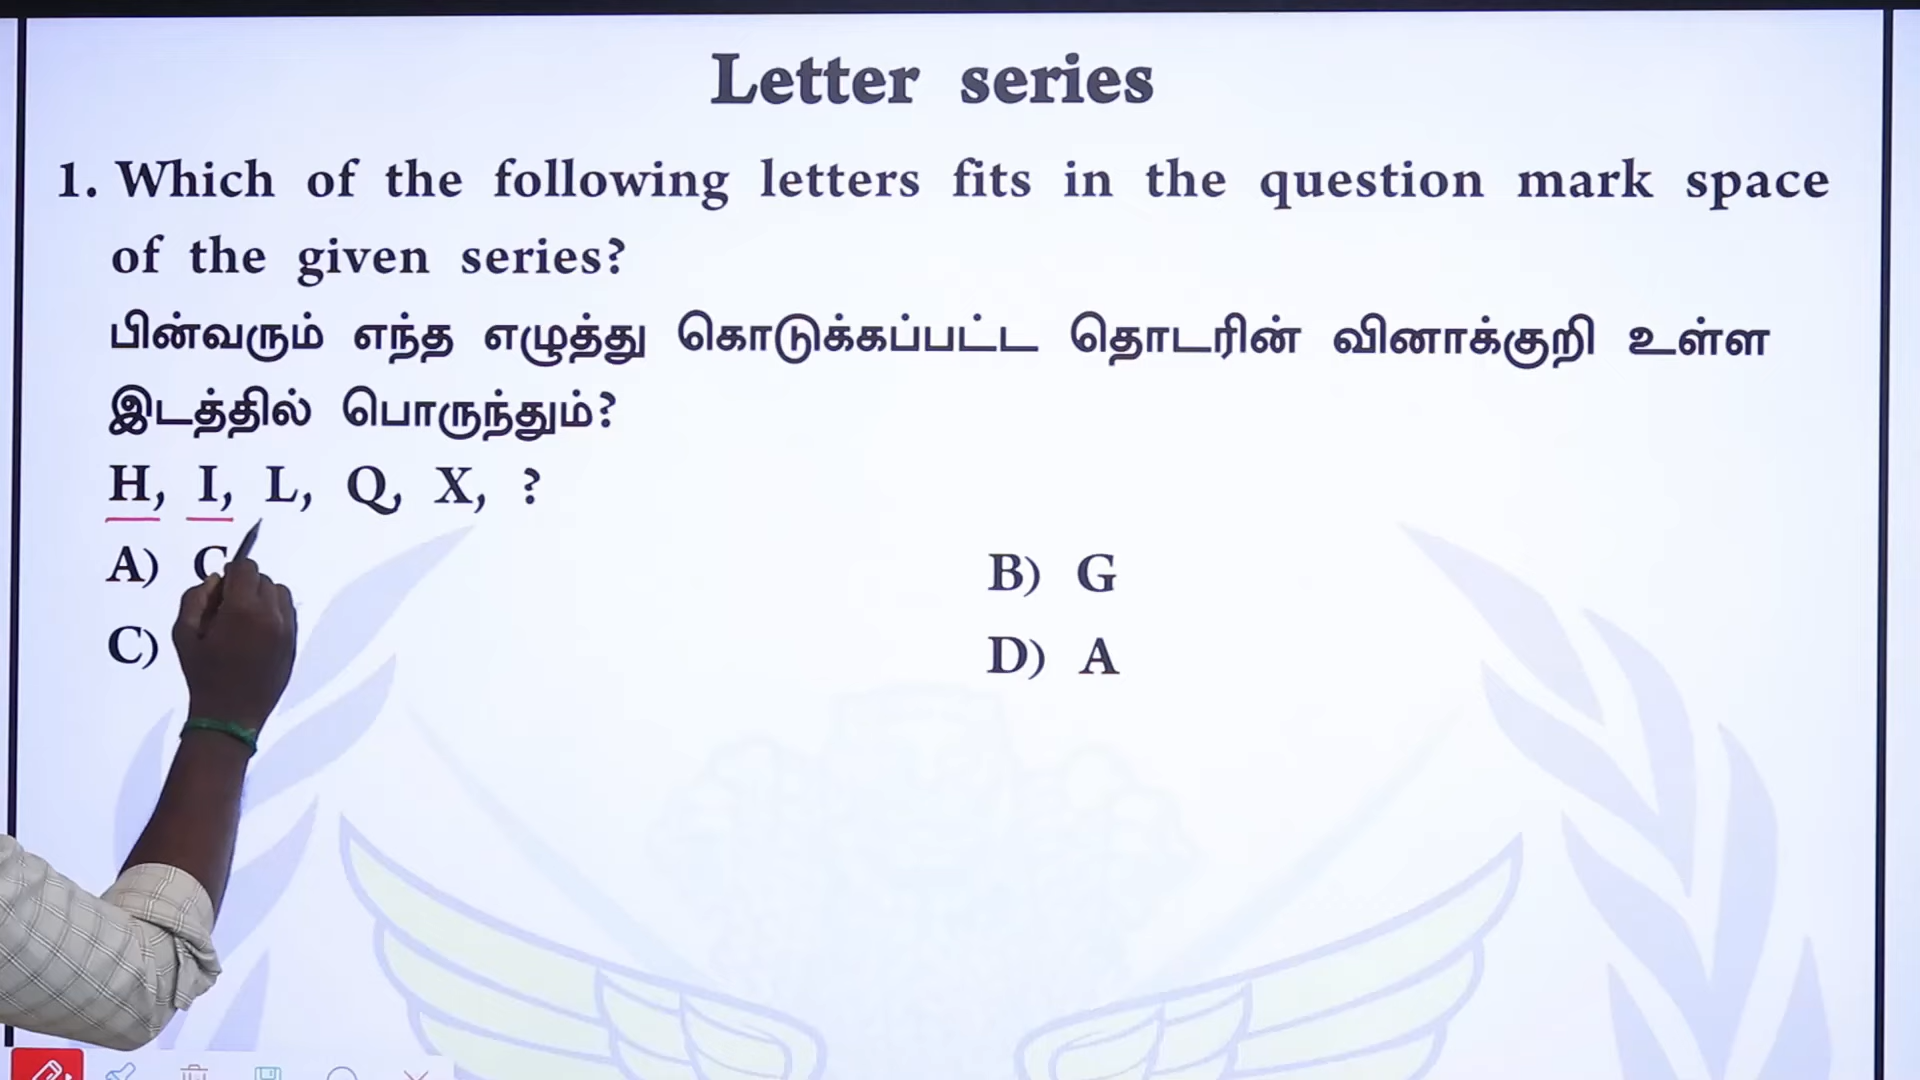 Letter series
1. Which of the following letters fits in the question mark space
of the given series?
பின்வரும் எந்த எழுத்து கொடுக்கப்பட்ட தொடரின் வினாக்குறி உள்ள
இடத்தில் பொருந்தும்?
H, I, L, Q, X, ?
A)
B) G
C)
D) A